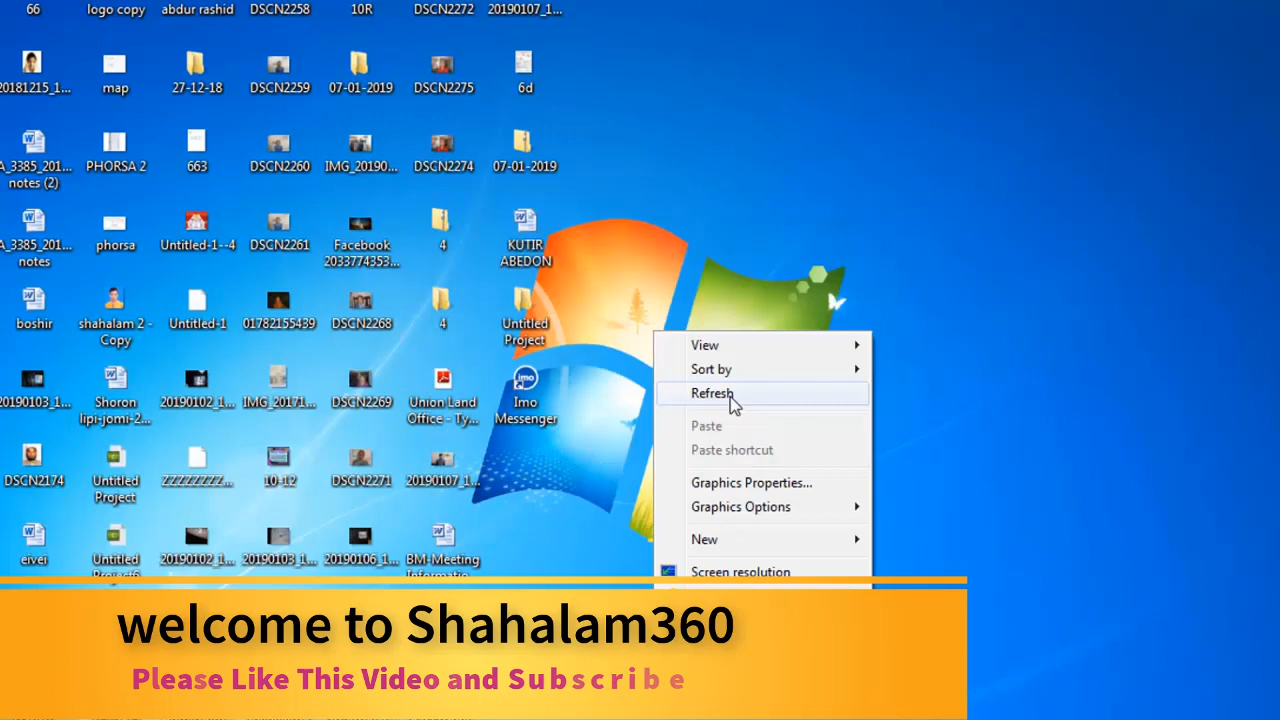 66 logo copy abdur rashid DSCN2258 10R DSCN2272 20190107_1...
20181215_1... map 27-12-18 DSCN2259 07-01-2019 DSCN2275 6d
A_3385_201... PHORSA 2 663 DSCN2260 IMG_20190... DSCN2274 07-01-2019
notes (2)
A_3385_201... phorsa Untitled-1--4 DSCN2261 Facebook 4 KUTIR
notes 2033774353... ABEDON
boshir shahalam 2 - Untitled-1 01782155439 DSCN2268 4 Untitled
Copy Project
20190103_1... Shoron 20190102_1... IMG_20171... DSCN2269 Union Land Imo
lipi-jomi-2... Office - Ty... Messenger
DSCN2174 Untitled ZZZZZZZZ... 10-12 DSCN2271 20190107_1...
Project
eivei Untitled 20190102_1... 20190103_1... 20190106_1... BM-Meeting
Project6 Informatio...
View
Sort by
Refresh
Paste
Paste shortcut
Graphics Properties...
Graphics Options
New
Screen resolution
welcome to Shahalam360
Please Like This Video and Subscribe